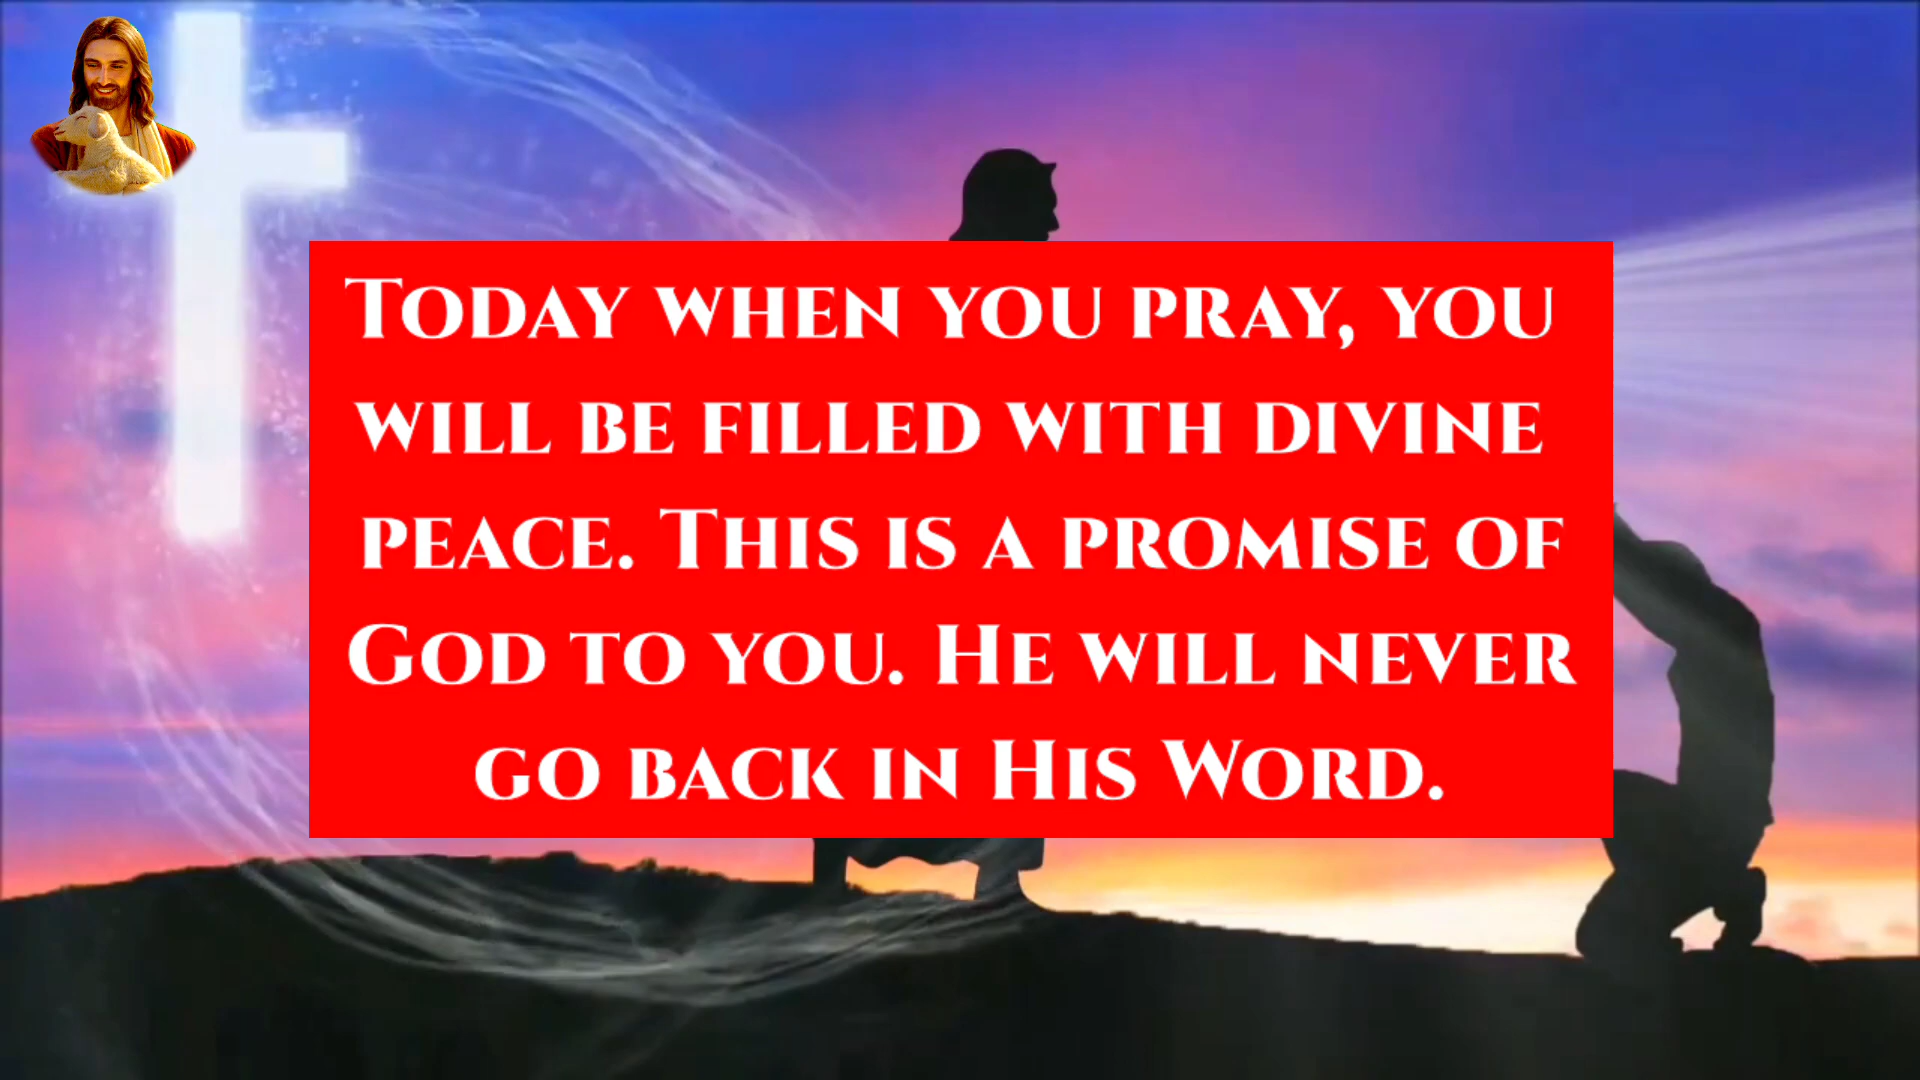 Today when you pray, you
will be filled with divine
peace. This is a promise of
God to you. He will never
go back in His Word.